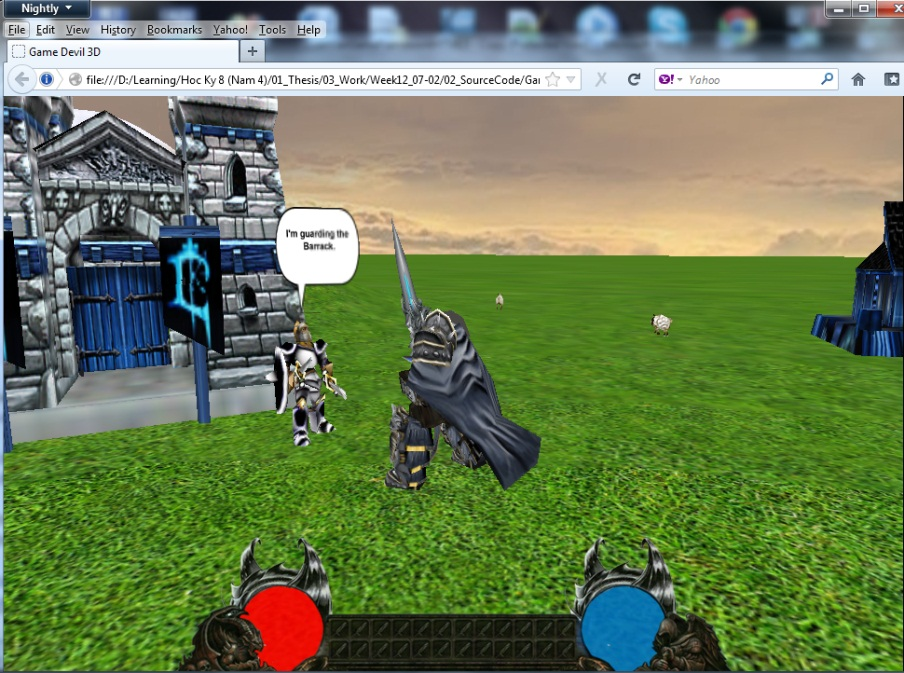 Nightly
File Edit View History Bookmarks Yahoo! Tools Help
Game Devil 3D
file:///D:/Learning/Hoc Ky 8 (Nam 4)/01_Thesis/03_Work/Week12_07-02/02_SourceCode/Gar
Yahoo
I'm guarding the
Barrack.